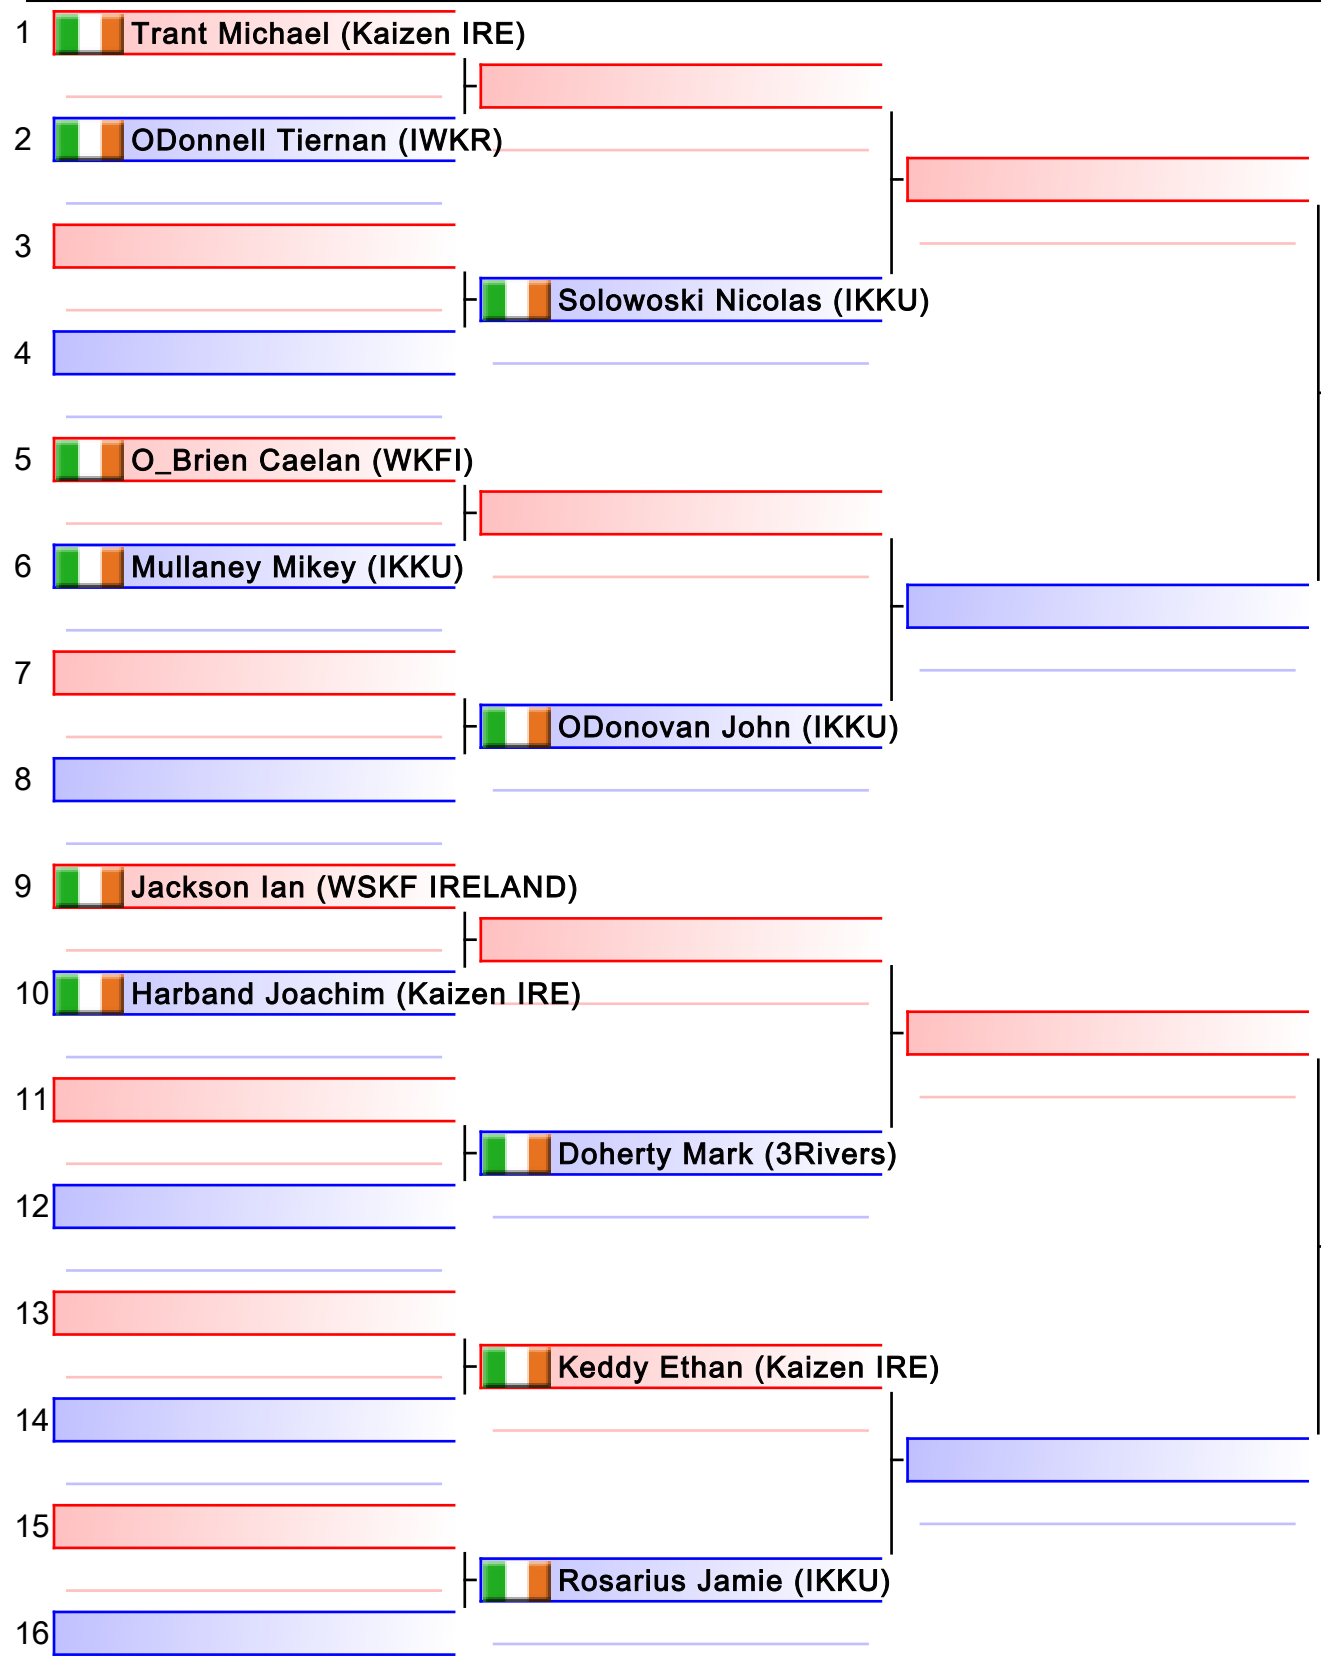 1 Trant Michael (Kaizen IRE)
2 ODonnell Tiernan (IWKR)
3
Solowoski Nicolas (IKKU)
4
5 O_Brien Caelan (WKFI)
6 Mullaney Mikey (IKKU)
7
ODonovan John (IKKU)
8
9 Jackson Ian (WSKF IRELAND)
10 Harband Joachim (Kaizen IRE)
11
Doherty Mark (3Rivers)
12
13
Keddy Ethan (Kaizen IRE)
14
15
Rosarius Jamie (IKKU)
16